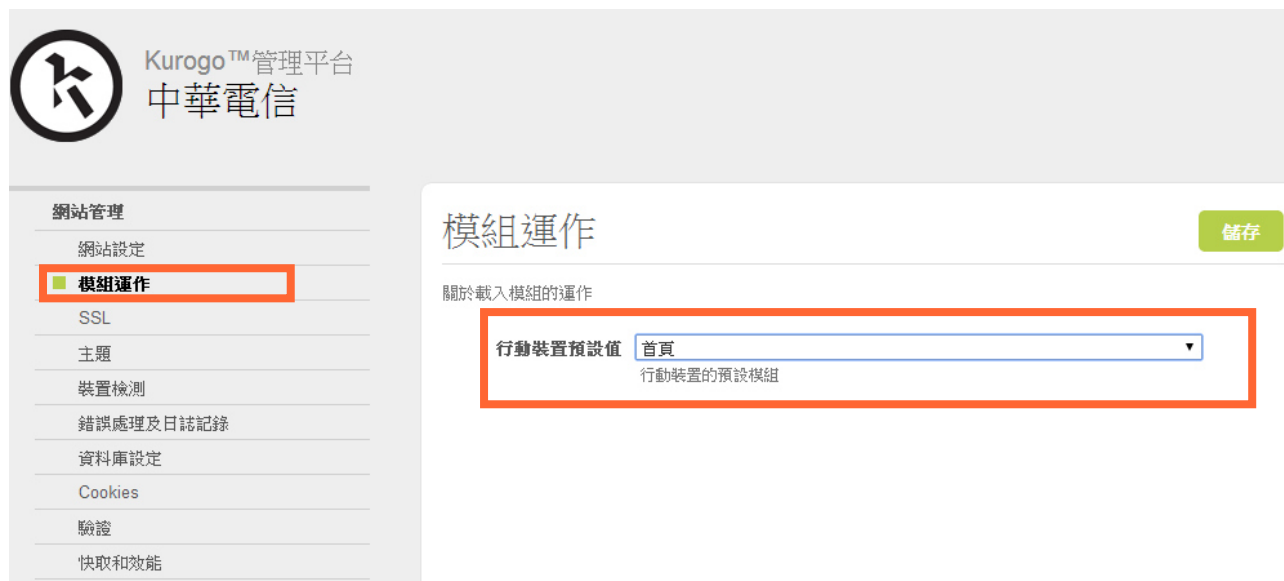 Kurogo™管理平台
中華電信
網站管理
網站設定
模組運作
SSL
主題
裝置檢測
錯誤處理及日誌記錄
資料庫設定
Cookies
驗證
快取和效能
模組運作
儲存
關於載入模組的運作
行動裝置預設值 首頁
行動裝置的預設模組